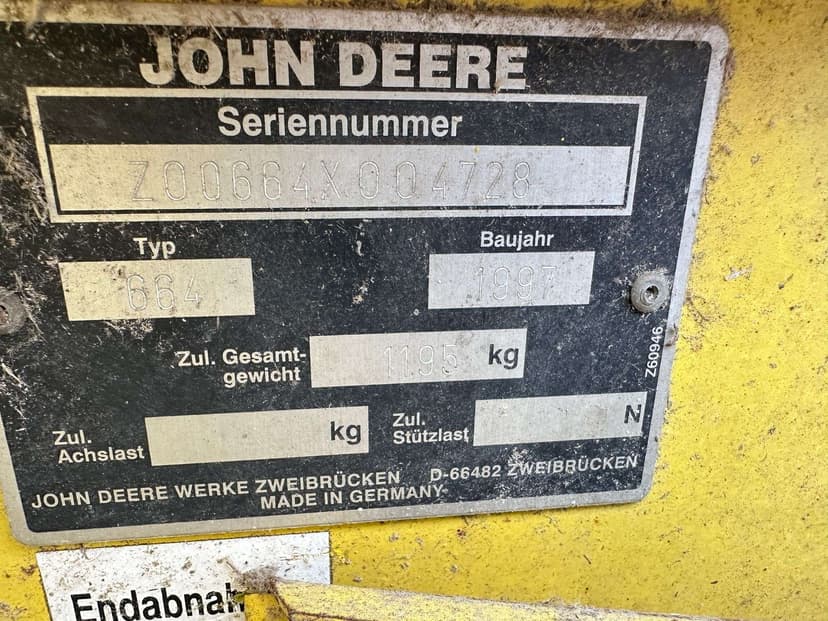 JOHN DEERE
Seriennummer
Z00664X004728
Typ
Baujahr
664
1997
Zul. Gesamt-
gewicht
1195 kg
Zul.
Achslast
kg
Zul.
Stützlast
N
JOHN DEERE WERKE ZWEIBRÜCKEN D-66482 ZWEIBRÜCKEN
MADE IN GERMANY
Z60946